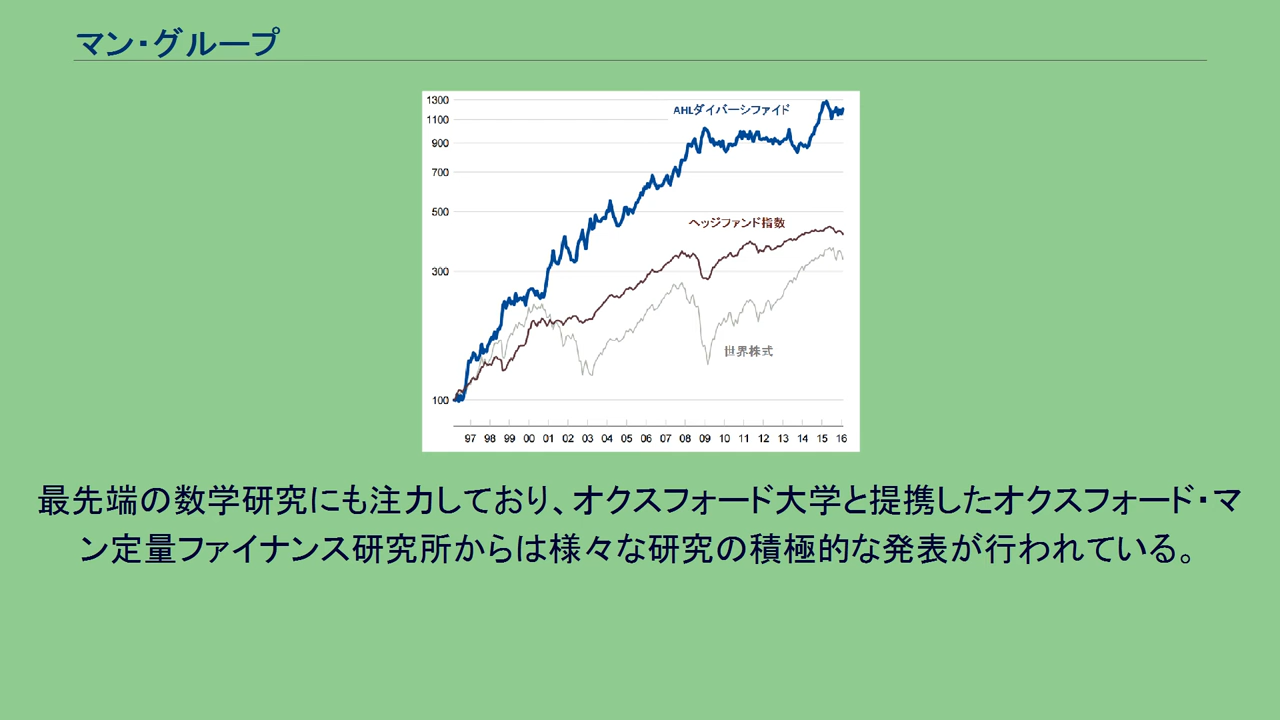 マン・グループ
1300
AHLダイバーシファイド
1100
900
700
500
ヘッジファンド指数
300
世界株式
100
97 98 99 00 01 02 03 04 05 06 07 08 09 10 11 12 13 14 15 16
最先端の数学研究にも注力しており、オクスフォード大学と提携したオクスフォード・マ
ン定量ファイナンス研究所からは様々な研究の積極的な発表が行われている。